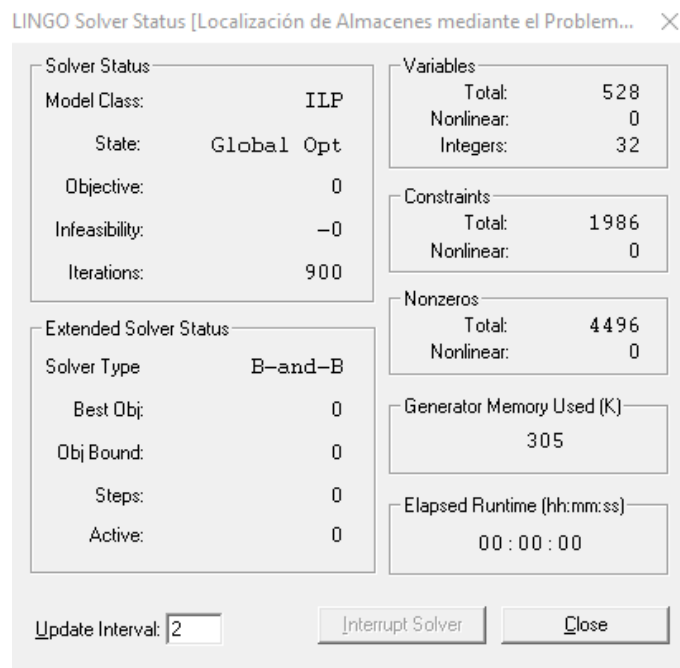 LINGO Solver Status [Localización de Almacenes mediante el Problem...
Solver Status
Model Class: ILP
State: Global Opt
Objective: 0
Infeasibility: -0
Iterations: 900
Extended Solver Status
Solver Type B-and-B
Best Obj: 0
Obj Bound: 0
Steps: 0
Active: 0
Variables
Total: 528
Nonlinear: 0
Integers: 32
Constraints
Total: 1986
Nonlinear: 0
Nonzeros
Total: 4496
Nonlinear: 0
Generator Memory Used (K)
305
Elapsed Runtime (hh:mm:ss)
00:00:00
Update Interval: 2
Interrupt Solver
Close